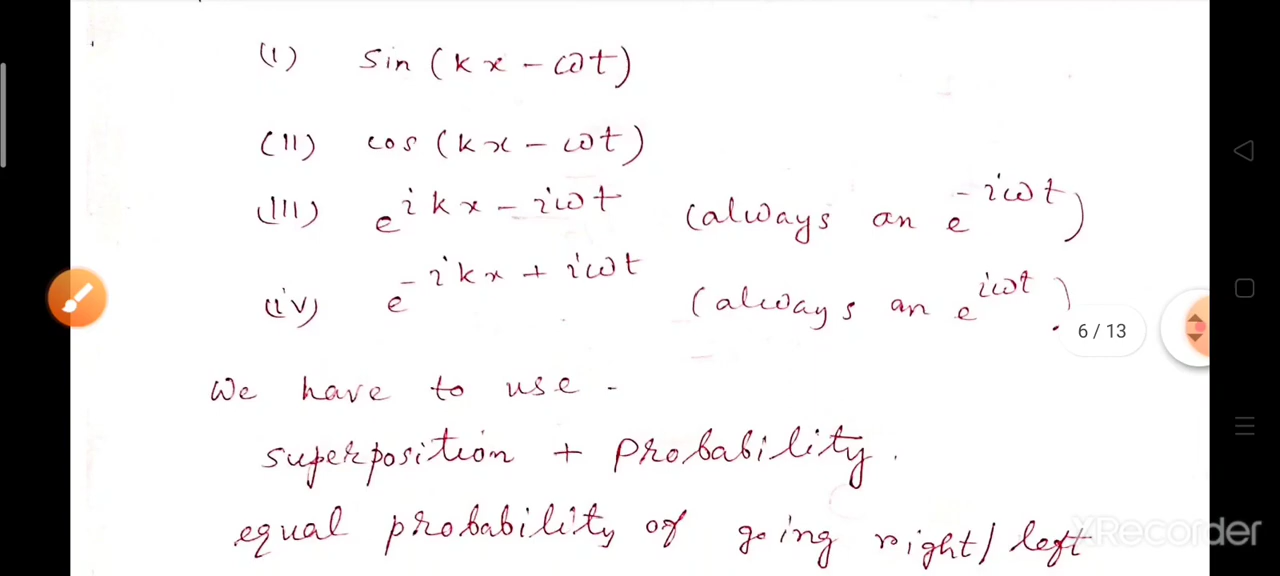 (I) sin (kx - ωt)
(II) cos (kx - ωt)
(III) e^{ikx - iωt} (always an e^{-iωt})
(iv) e^{-ikx + iωt} (always an e^{iωt}).
6 / 13
We have to use -
superposition + probability.
equal probability of going right/left
XRecorder